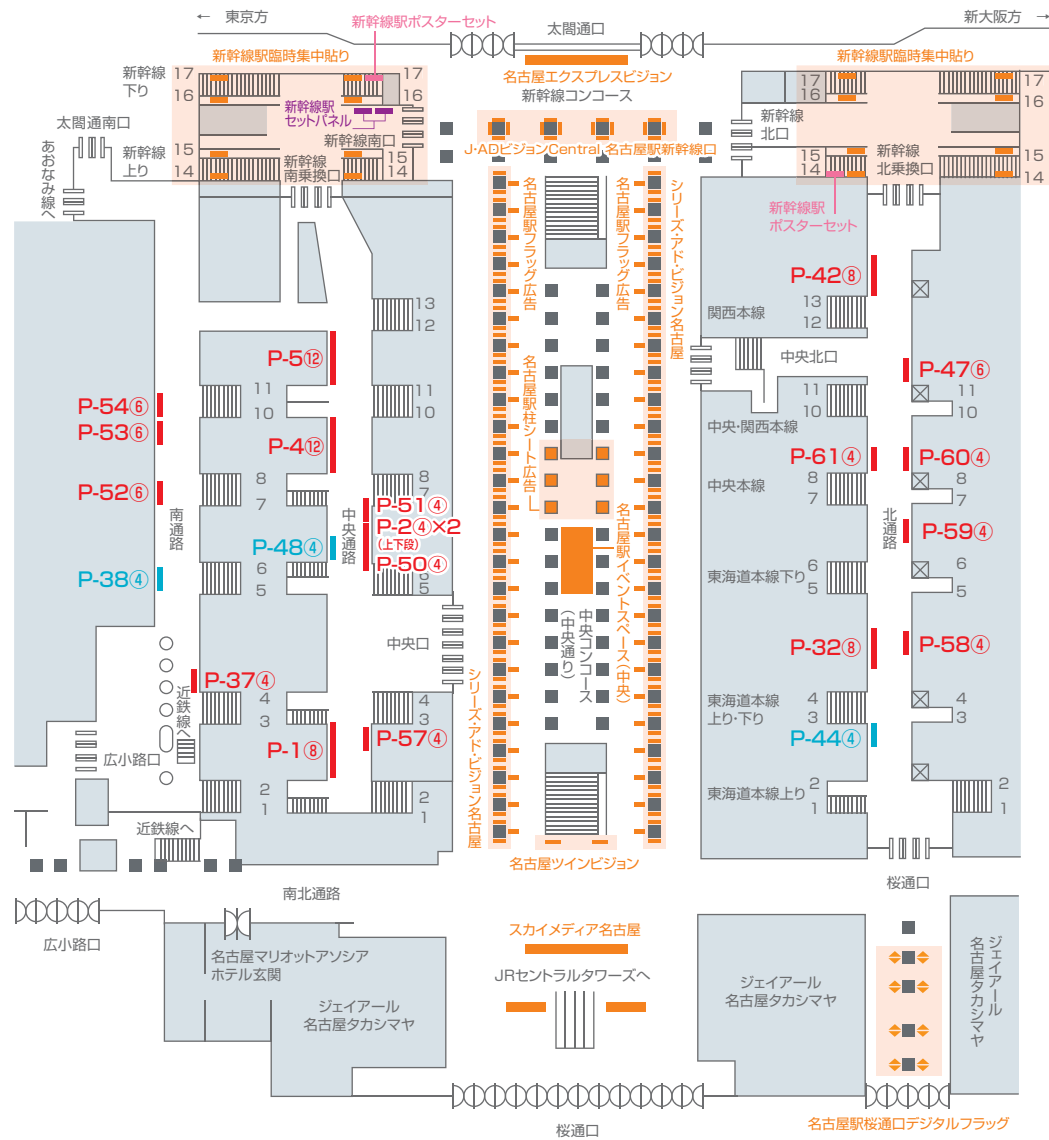 ← 東京方
新幹線駅ポスターセット
太閤通口
新大阪方 →
新幹線駅臨時集中貼り
新幹線駅臨時集中貼り
名古屋エクスプレスビジョン
新幹線コンコース
新幹線
下り
17
16
17
16
17
16
17
16
新幹線駅
セットパネル
太閤通南口
新幹線南口
新幹線
北口
J・ADビジョンCentral 名古屋駅新幹線口
あおなみ線へ
新幹線
上り
15
14
15
14
15
14
15
14
新幹線
南乗換口
新幹線
北乗換口
新幹線駅
ポスターセット
名古屋駅フラッグ広告
名古屋駅フラッグ広告
シリーズ・アド・ビジョン名古屋
P-42⑧
13
12
関西本線
13
12
P-5⑫
中央北口
P-47⑥
11
10
11
10
11
10
11
10
P-54⑥
P-53⑥
P-4⑫
中央・関西本線
名古屋駅柱シート広告
P-61④
P-60④
P-52⑥
8
7
8
7
中央本線
8
7
8
7
南通路
中央通路
北通路
P-51④
P-2④×2
(上下段)
P-50④
P-48④
P-59④
名古屋駅イベントスペース(中央)
P-38④
6
5
6
5
東海道本線下り
6
5
6
5
中央口
中央コンコース
(中央通り)
P-32⑧
P-58④
P-37④
近鉄線へ
シリーズ・アド・ビジョン名古屋
4
3
4
3
東海道本線
上り・下り
4
3
4
3
P-1⑧
P-57④
P-44④
広小路口
2
1
2
1
東海道本線上り
2
1
2
1
近鉄線へ
名古屋ツインビジョン
桜通口
南北通路
広小路口
名古屋マリオットアソシア
ホテル玄関
スカイメディア名古屋
JRセントラルタワーズへ
ジェイアール
名古屋タカシマヤ
ジェイアール
名古屋タカシマヤ
ジェイアール
名古屋タカシマヤ
桜通口
名古屋駅桜通口デジタルフラッグ